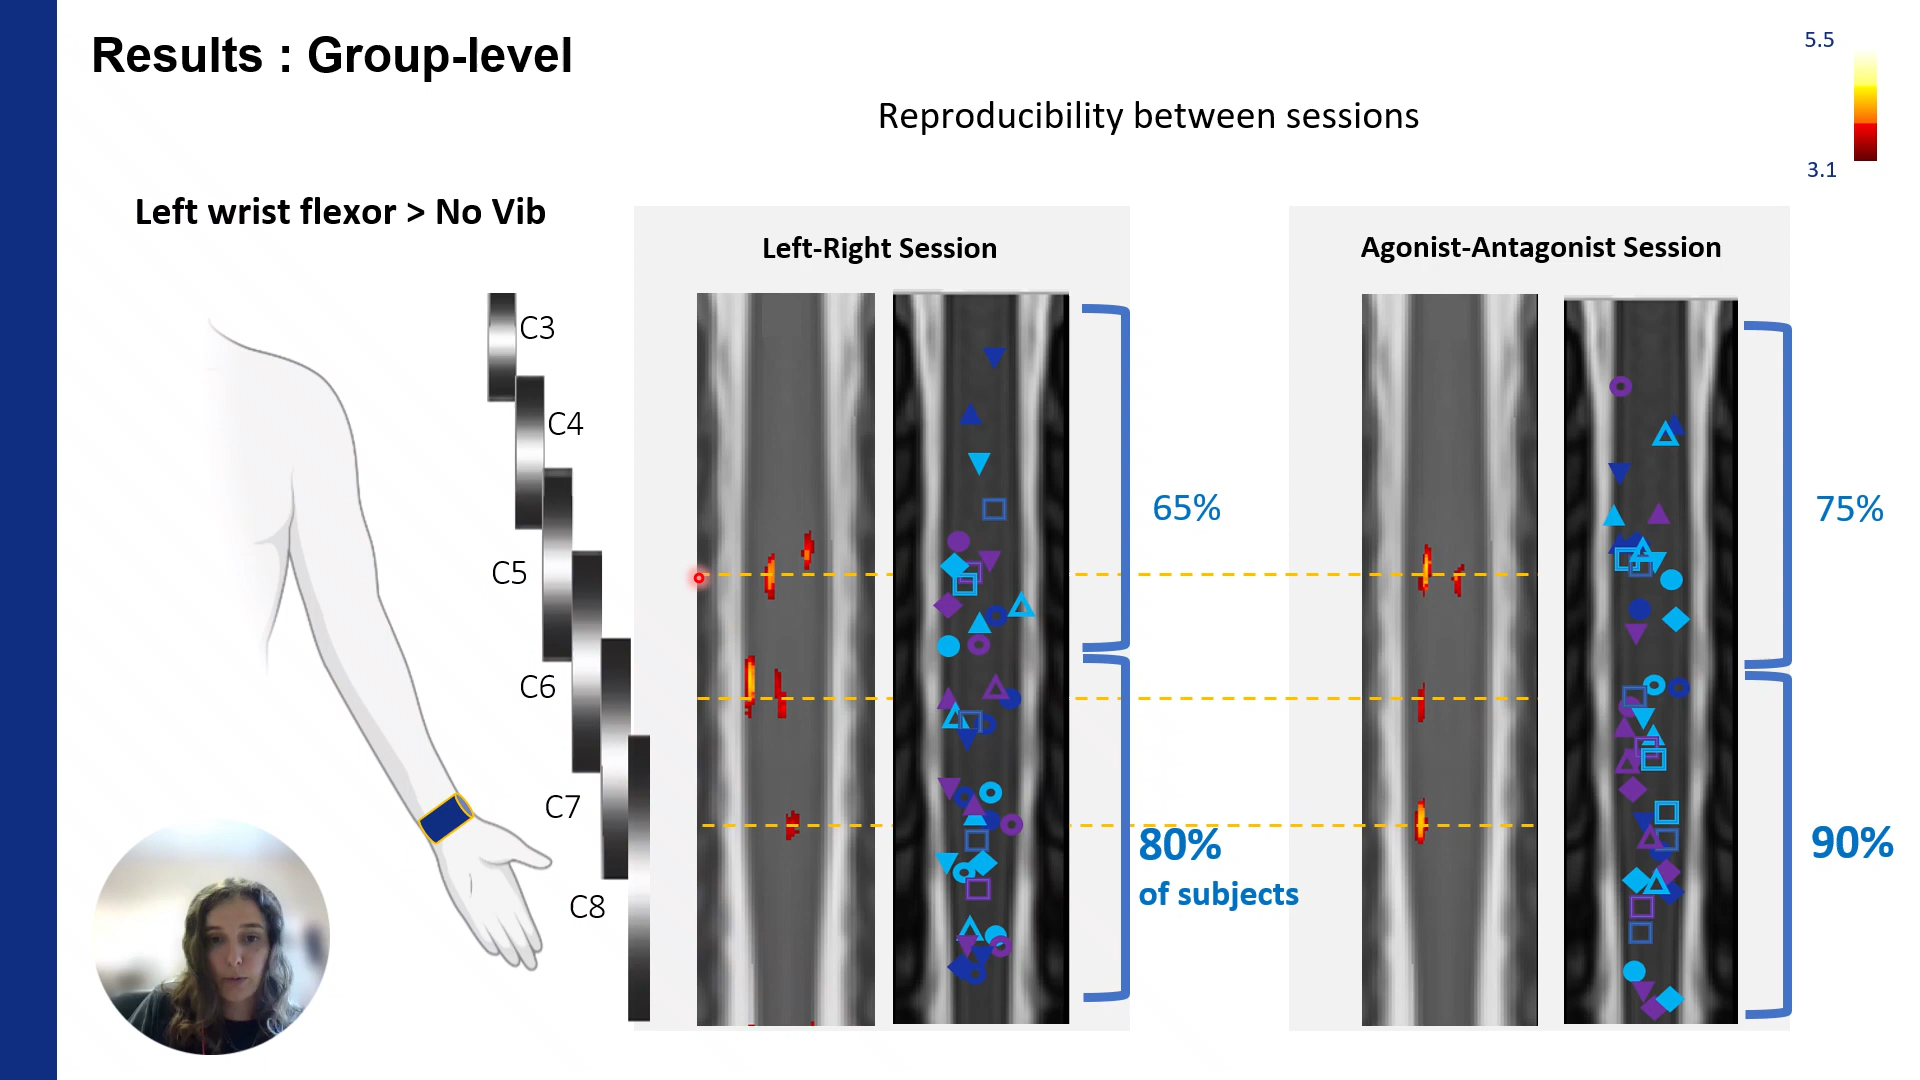 Results : Group-level
5.5
Reproducibility between sessions
3.1
Left wrist flexor > No Vib
Left-Right Session
Agonist-Antagonist Session
C3
C4
65%
75%
C5
C6
C7
80%
of subjects
90%
C8